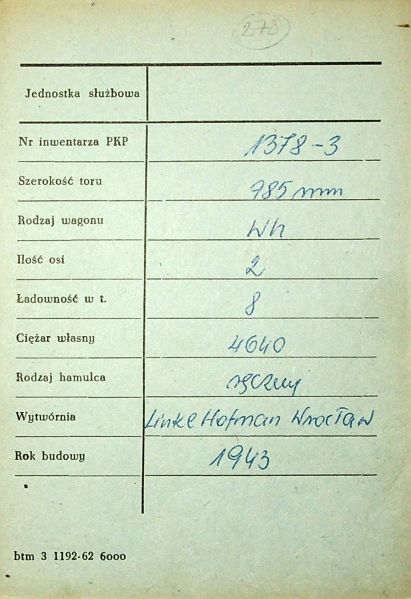 273
Jednostka służbowa
Nr inwentarza PKP 1378-3
Szerokość toru 785 mm
Rodzaj wagonu Wh
Ilość osi 2
Ładowność w t. 8
Ciężar własny 4640
Rodzaj hamulca ręczny
Wytwórnia Linke Hofman Wrocław
Rok budowy 1943
btm 3 1192-62 6000